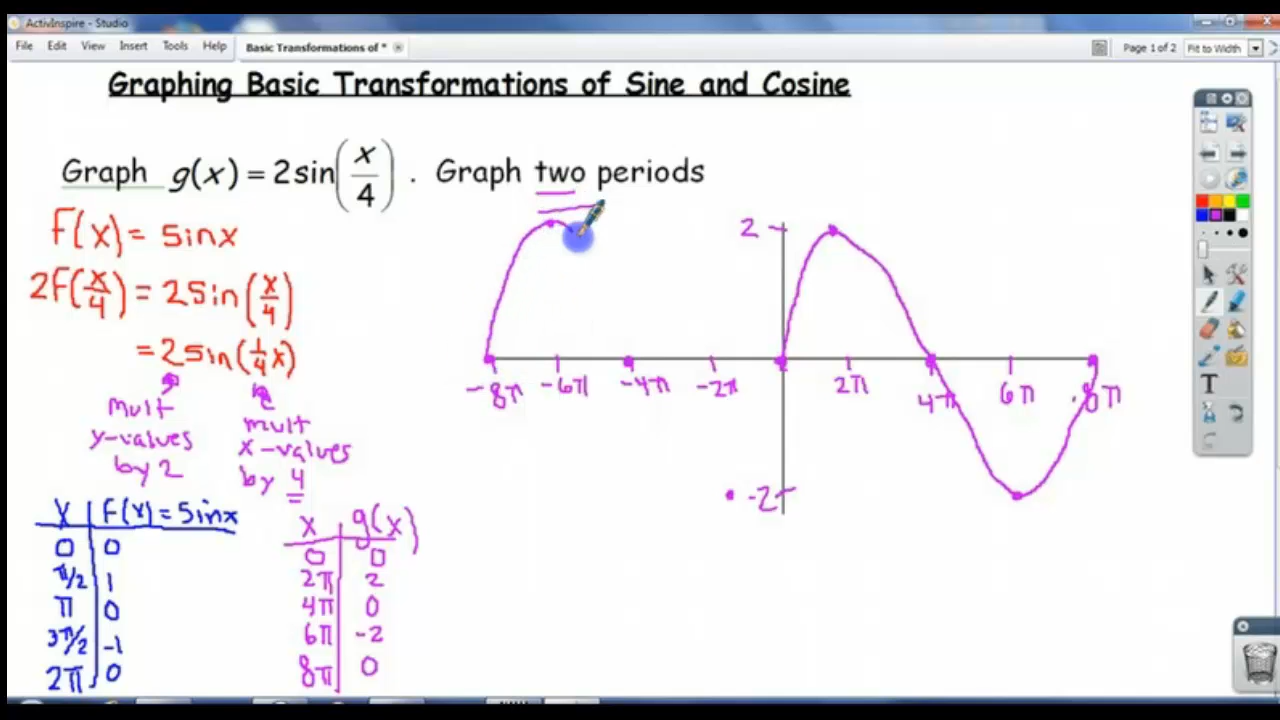 ActivInspire - Studio
File Edit View Insert Tools Help Basic Transformations of * Page 1 of 2 Fit to Width
Graphing Basic Transformations of Sine and Cosine
Graph g(x) = 2sin(x/4) . Graph two periods
F(x) = Sinx
2F(x/4) = 2Sin(x/4)
= 2Sin(1/4 x)
mult y-values by 2
mult x-values by 4
x F(x) = Sinx
0 0
π/2 1
π 0
3π/2 -1
2π 0
x g(x)
0 0
2π 2
4π 0
6π -2
8π 0
2
-8π -6π -4π -2π 2π 4π 6π 8π
-2
T